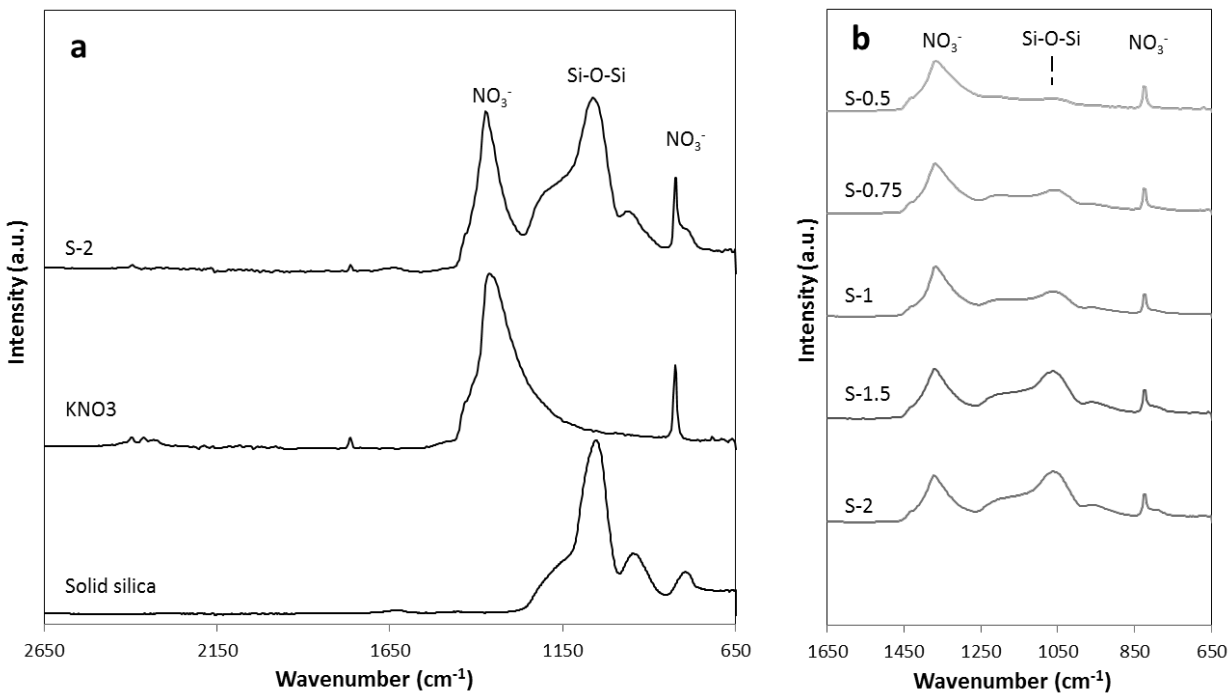 a
NO₃⁻
Si-O-Si
NO₃⁻
S-2
KNO3
Solid silica
Intensity (a.u.)
2650 2150 1650 1150 650
Wavenumber (cm⁻¹)
b
NO₃⁻ Si-O-Si NO₃⁻
S-0.5
S-0.75
S-1
S-1.5
S-2
Intensity (a.u.)
1650 1450 1250 1050 850 650
Wavenumber (cm⁻¹)